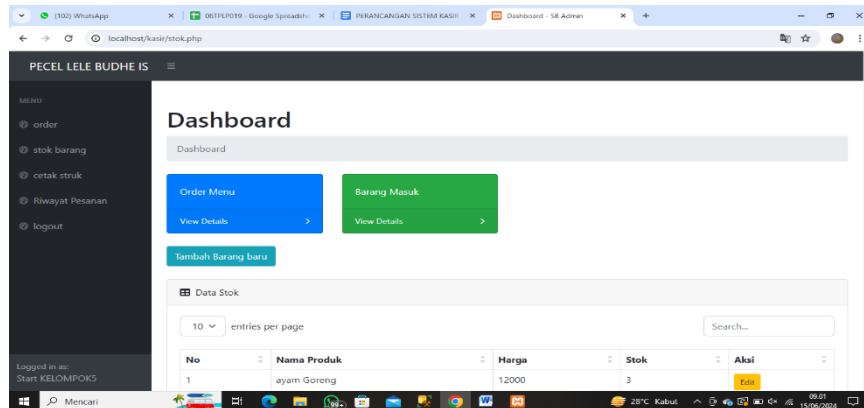 (102) WhatsApp
06TPLP019 - Google Spreadshe
PERANCANGAN SISTEM KASIR
Dashboard - SB Admin
localhost/kasir/stok.php
PECEL LELE BUDHE IS
MENU
order
stok barang
cetak struk
Riwayat Pesanan
logout
Logged in as:
Start KELOMPOK5
Dashboard
Dashboard
Order Menu
View Details
Barang Masuk
View Details
Tambah Barang baru
Data Stok
10 entries per page
Search...
No Nama Produk Harga Stok Aksi
1 ayam Goreng 12000 3 Edit
Mencari
99+
28°C Kabut
09.01
15/06/2024